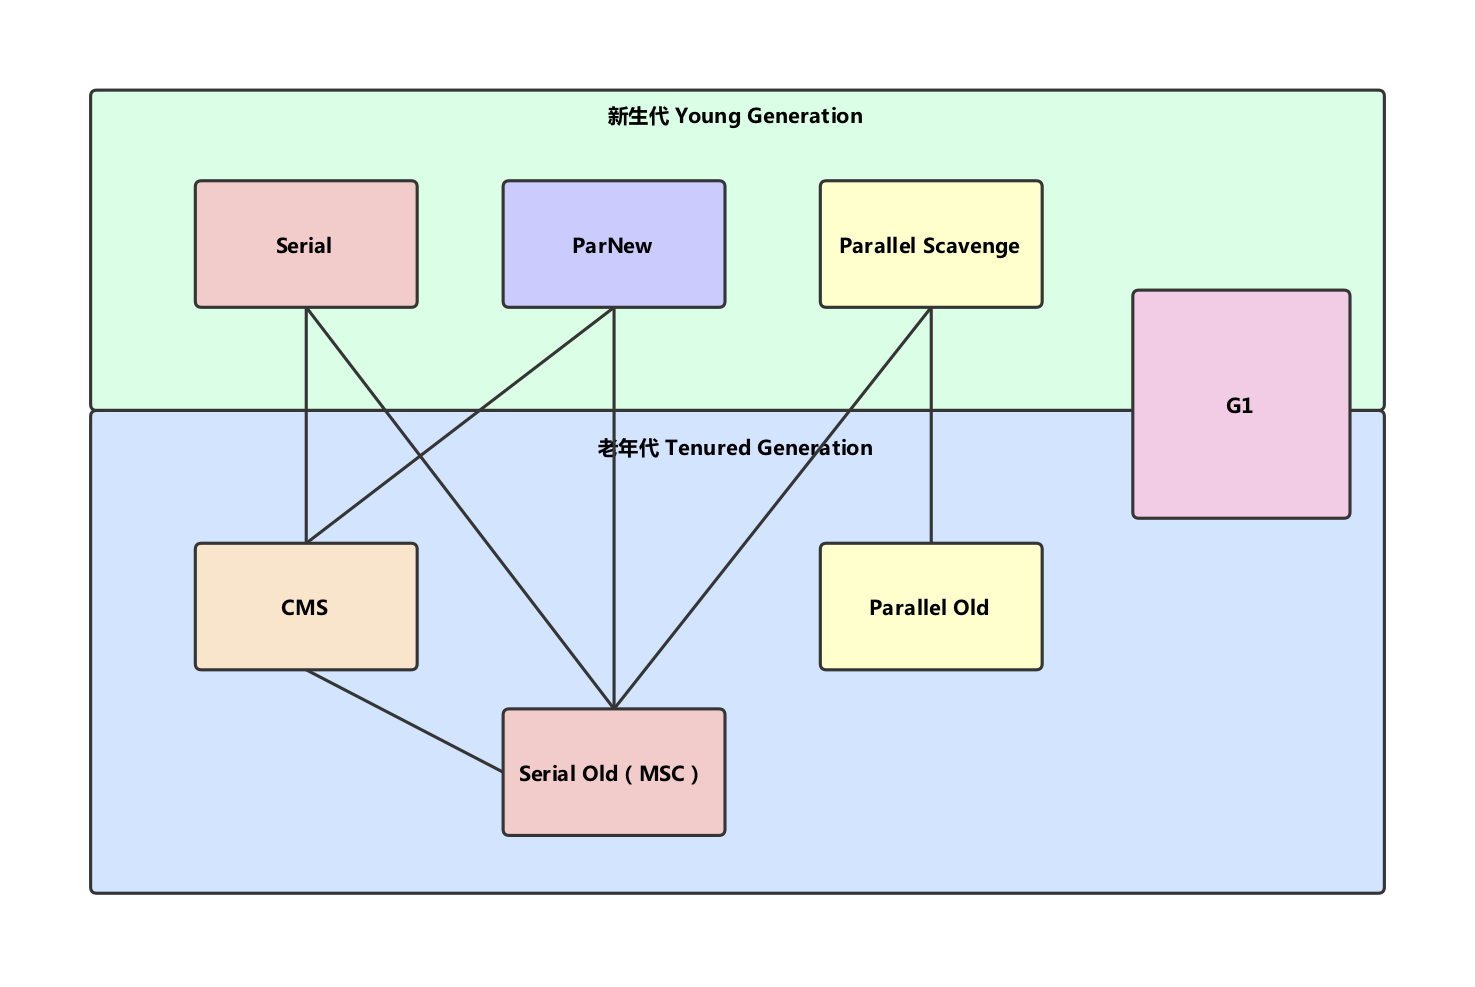 新生代 Young Generation
Serial
ParNew
Parallel Scavenge
G1
老年代 Tenured Generation
CMS
Parallel Old
Serial Old（MSC）